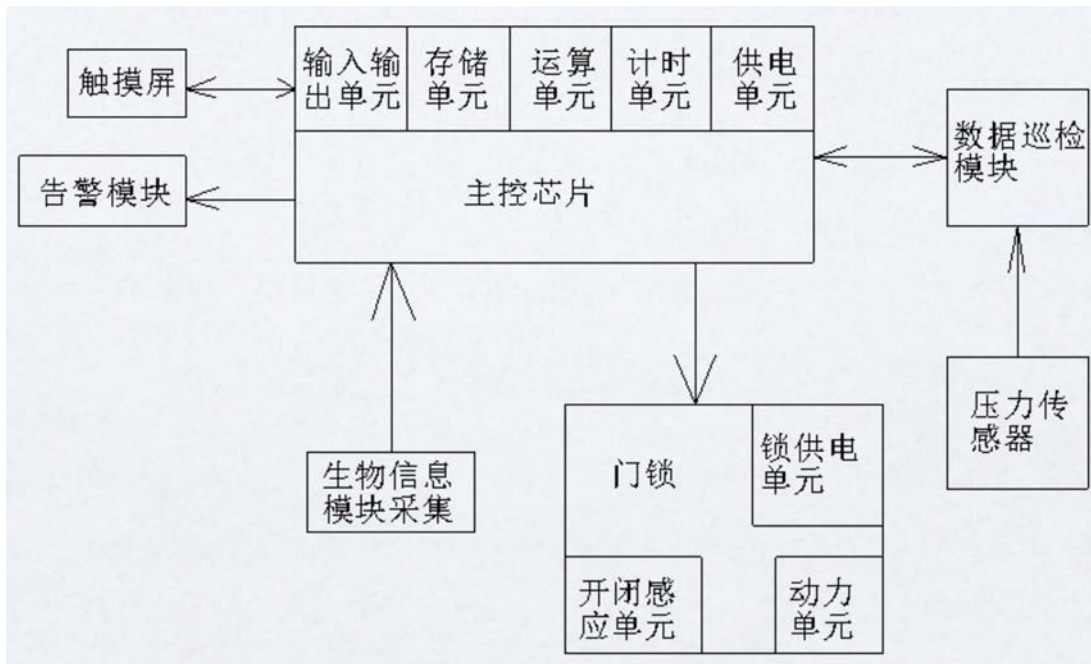 触摸屏
输入输
出单元
存储
单元
运算
单元
计时
单元
供电
单元
数据巡检
模块
告警模块
主控芯片
压力传
感器
生物信息
模块采集
门锁
锁供电
单元
开闭感
应单元
动力
单元